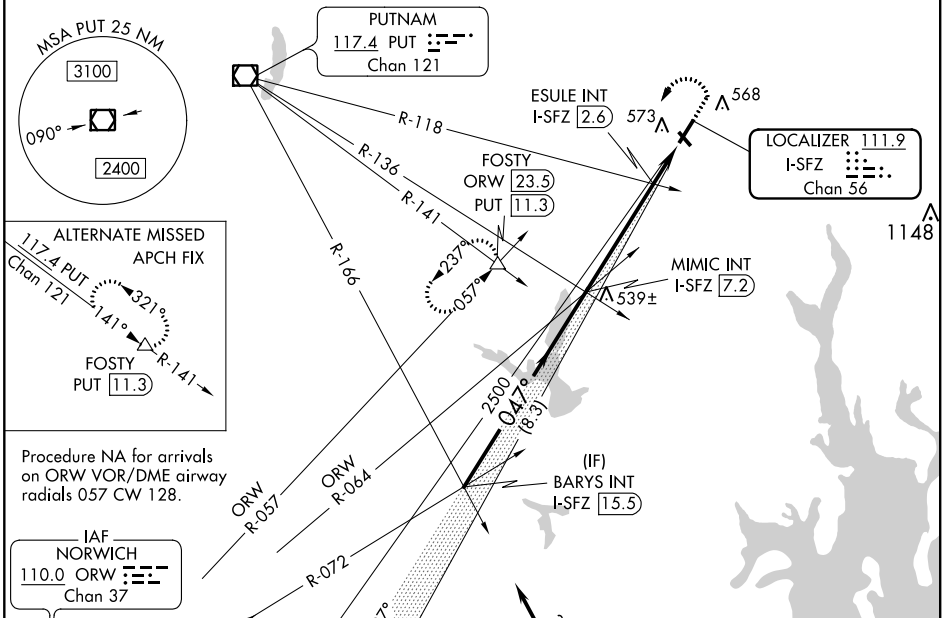 MSA PUT 25 NM
3100
090°
2400
PUTNAM
117.4 PUT
Chan 121
ESULE INT
I-SFZ 2.6
573
568
LOCALIZER 111.9
I-SFZ
Chan 56
1148
R-118
R-136
R-141
R-166
FOSTY
ORW 23.5
PUT 11.3
237°
057°
MIMIC INT
I-SFZ 7.2
539±
ALTERNATE MISSED
APCH FIX
117.4 PUT
Chan 121
321°
141°
R-141
FOSTY
PUT 11.3
2500
047°
(8.3)
Procedure NA for arrivals
on ORW VOR/DME airway
radials 057 CW 128.
ORW
R-057
ORW
R-064
(IF)
BARYS INT
I-SFZ 15.5
IAF
NORWICH
110.0 ORW
Chan 37
R-072
7°